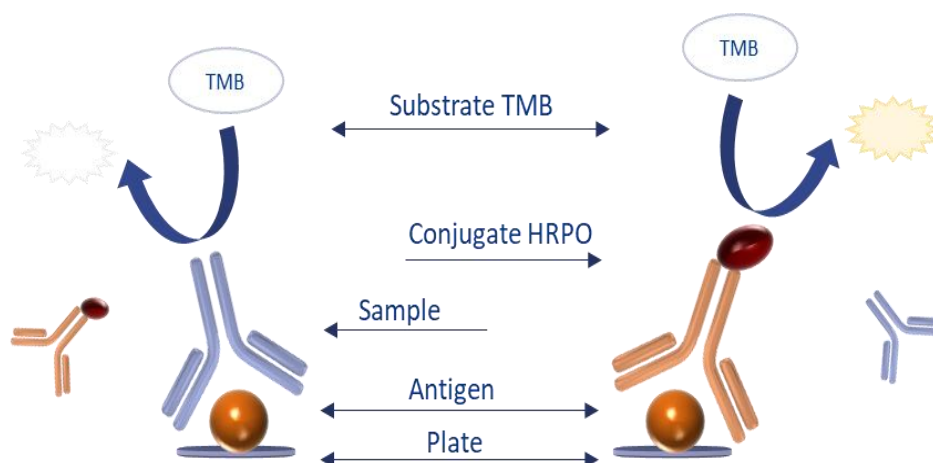 TMB
TMB
Substrate TMB
Conjugate HRPO
Sample
Antigen
Plate